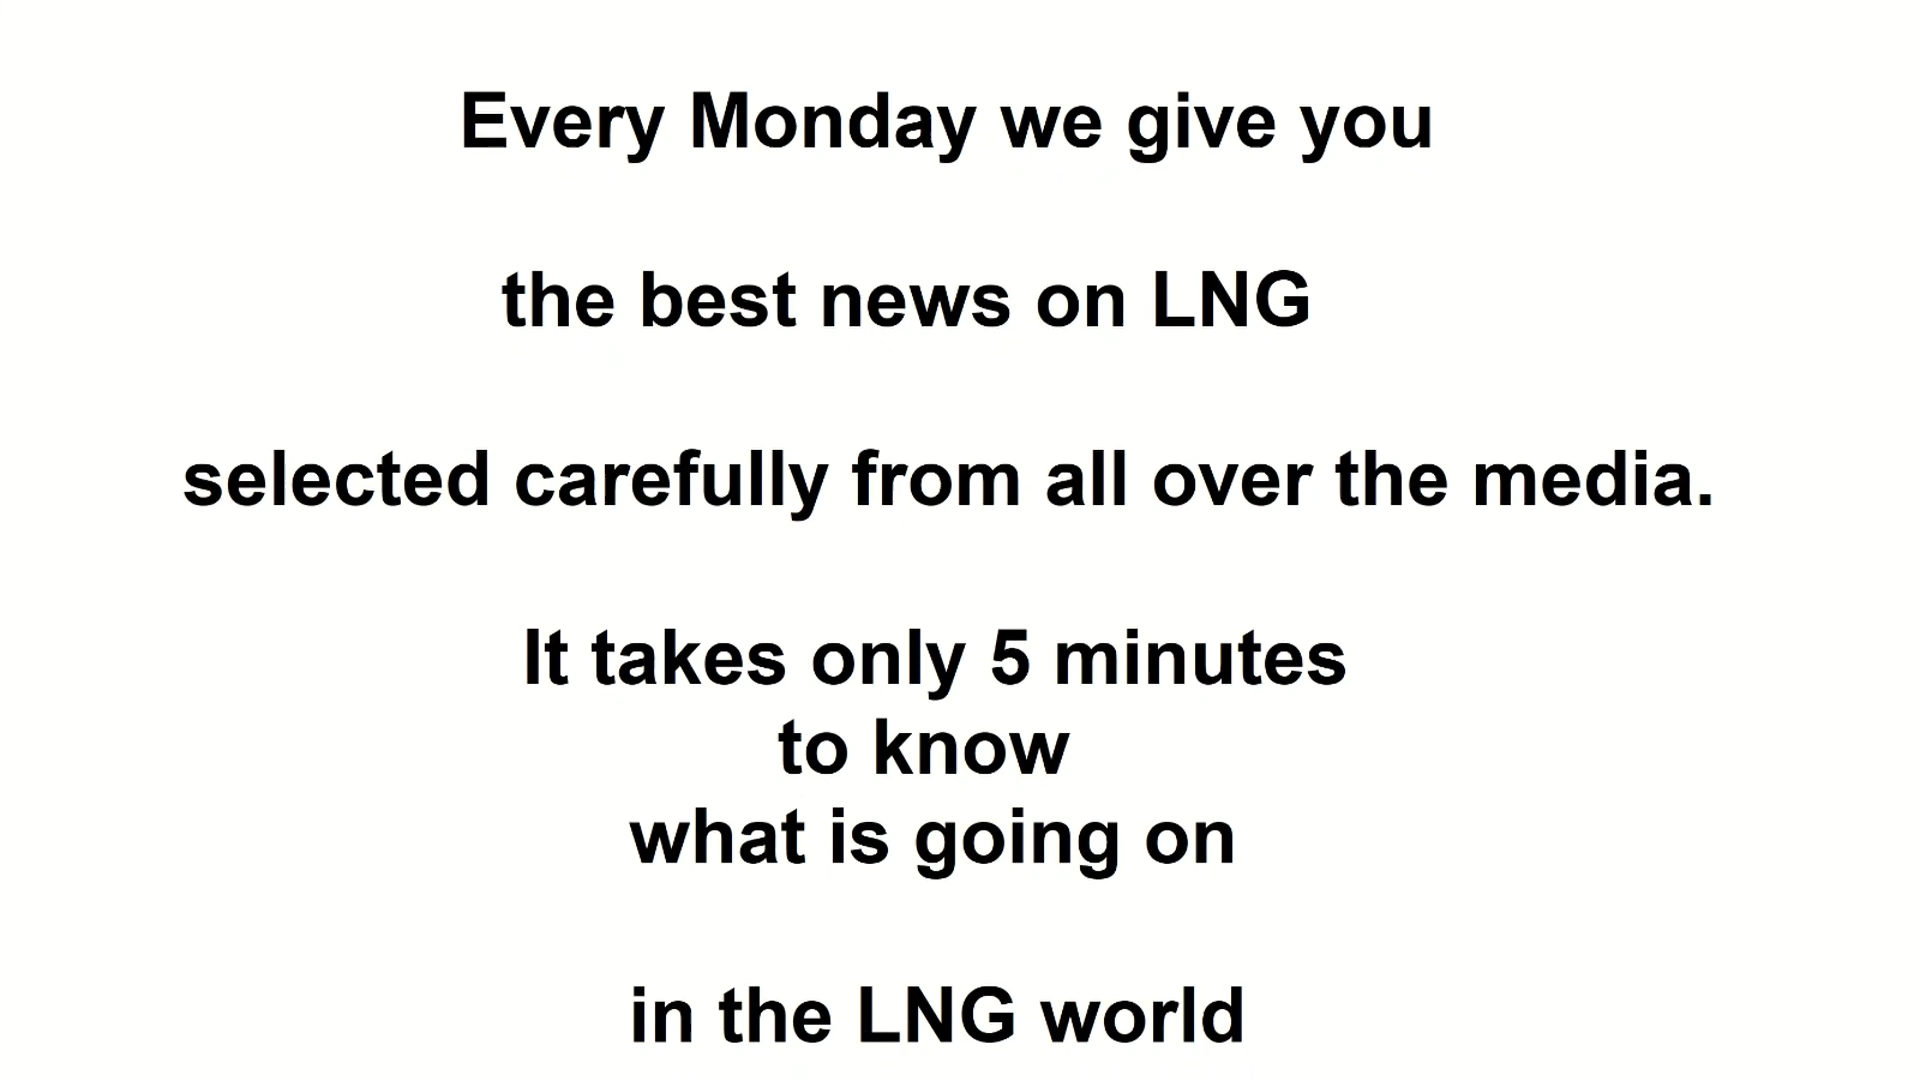 Every Monday we give you
the best news on LNG
selected carefully from all over the media.
It takes only 5 minutes
to know
what is going on
in the LNG world